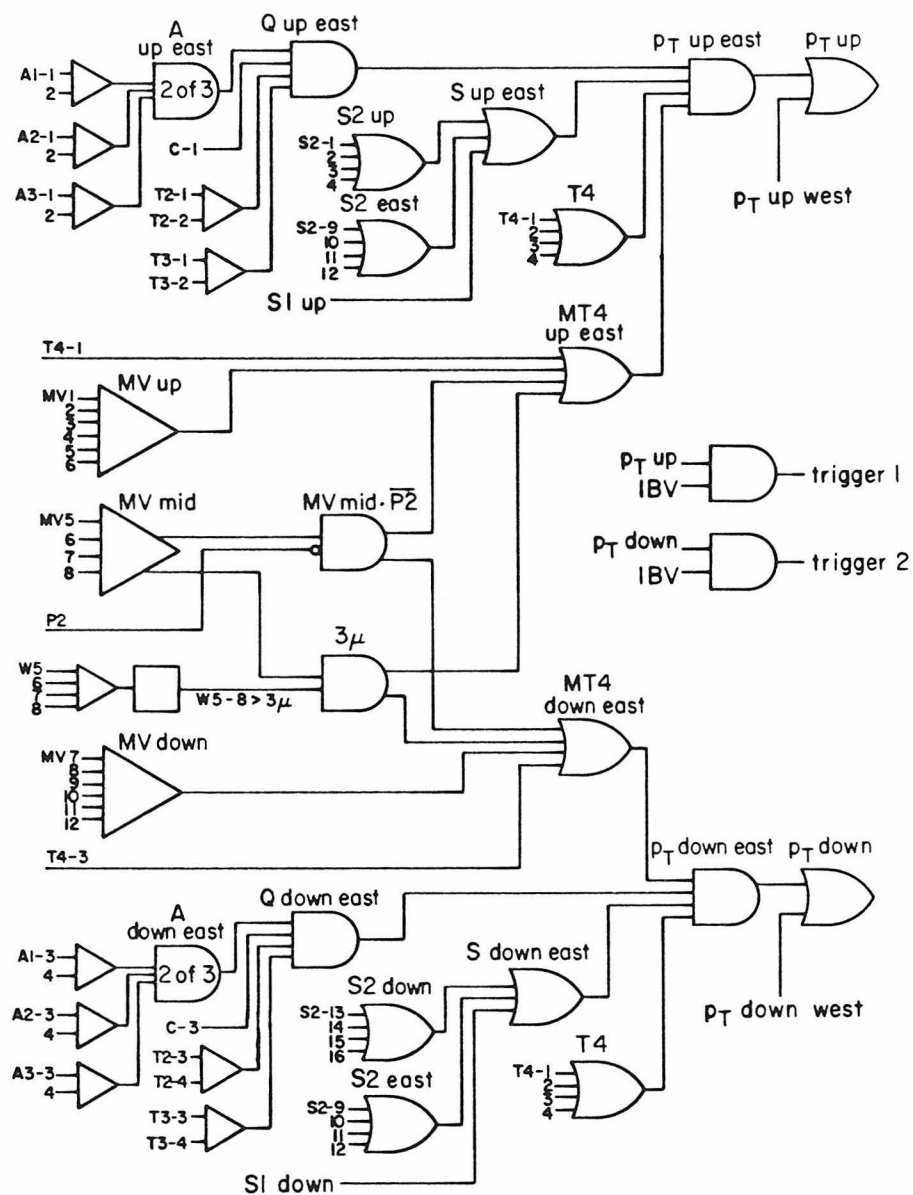 A
up east
Q up east
pT up east
pT up
A1-1
2
2 of 3
A2-1
2
C-1
S2 up
S up east
S2-1
2
3
4
A3-1
2
T2-1
T2-2
S2 east
S2-9
10
11
12
T4
T4-1
2
3
4
pT up west
T3-1
T3-2
S1 up
MT4
up east
T4-1
MV up
MV1
2
3
4
5
6
pT up
IBV
trigger 1
MV mid
MV mid · P̅2̅
MV5
6
7
8
pT down
IBV
trigger 2
P2
3μ
W5
6
7
8
W5-8 > 3μ
MT4
down east
MV down
MV7
8
9
10
11
12
T4-3
pT down east
pT down
A
down east
Q down east
A1-3
4
2 of 3
S down east
A2-3
4
C-3
S2 down
S2-13
14
15
16
pT down west
A3-3
4
T2-3
T2-4
S2 east
S2-9
10
11
12
T4
T4-1
2
3
4
T3-3
T3-4
S1 down